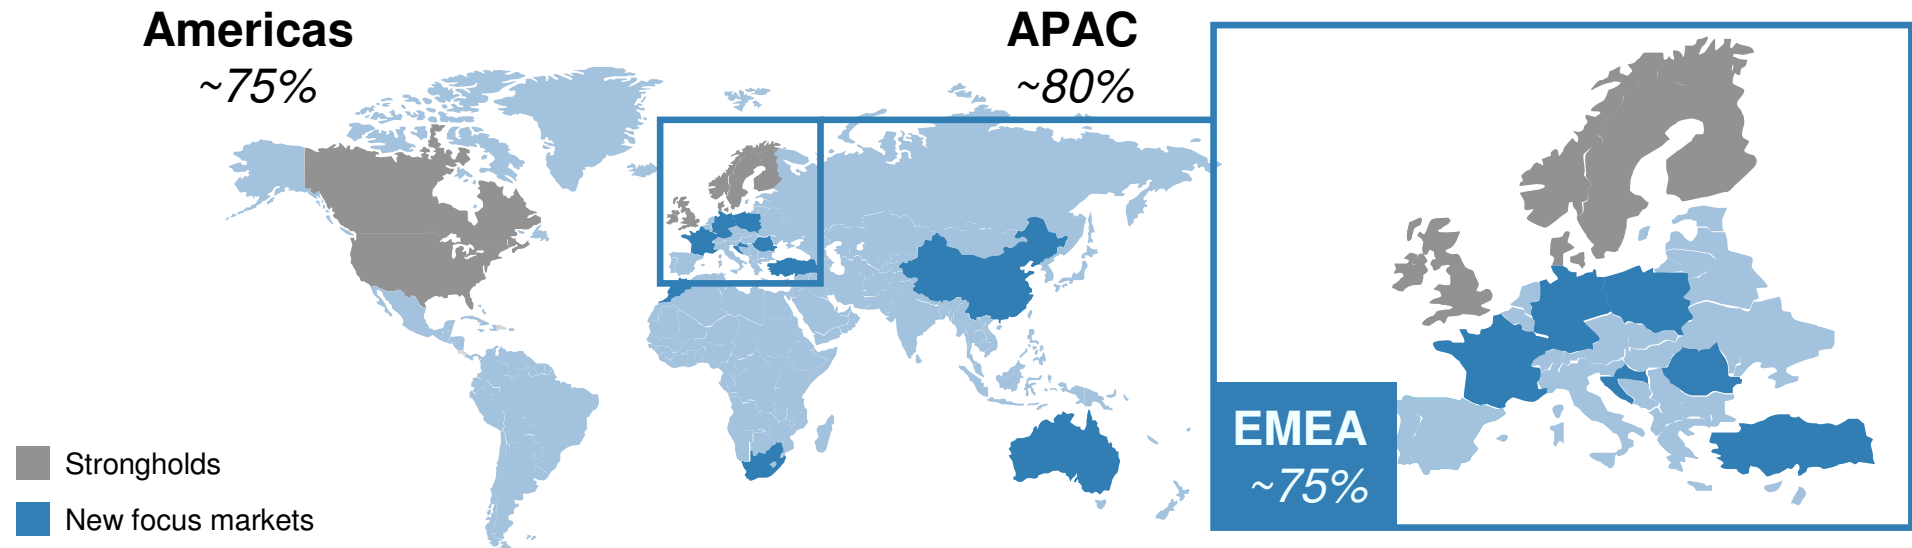 Americas
~75%
APAC
~80%
EMEA
~75%
Strongholds
New focus markets